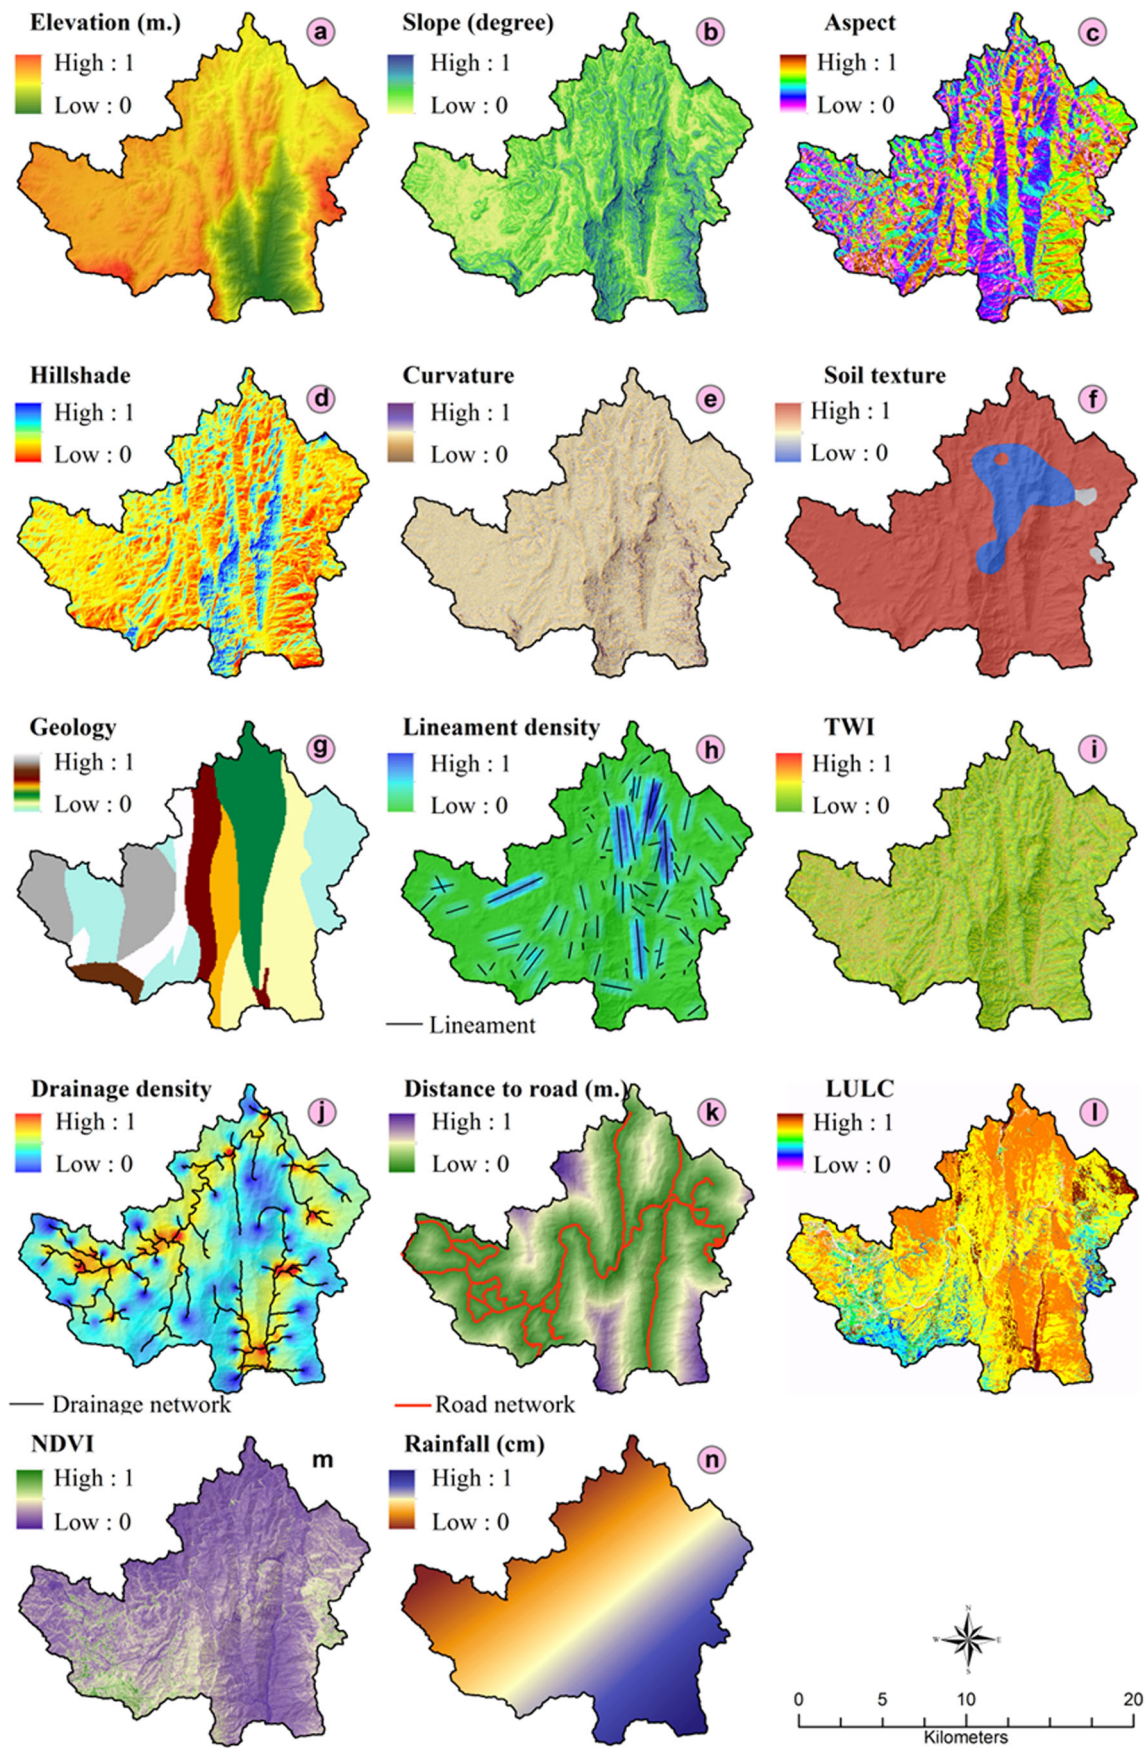 Elevation (m.) a Slope (degree) b Aspect c
High : 1 High : 1 High : 1
Low : 0 Low : 0 Low : 0
Hillshade d Curvature e Soil texture f
High : 1 High : 1 High : 1
Low : 0 Low : 0 Low : 0
Geology g Lineament density h TWI i
High : 1 High : 1 High : 1
Low : 0 Low : 0 Low : 0
Lineament
Drainage density j Distance to road (m.) k LULC l
High : 1 High : 1 High : 1
Low : 0 Low : 0 Low : 0
Drainage network Road network
NDVI m Rainfall (cm) n
High : 1 High : 1
Low : 0 Low : 0
N
W E
S
0 5 10 20
Kilometers